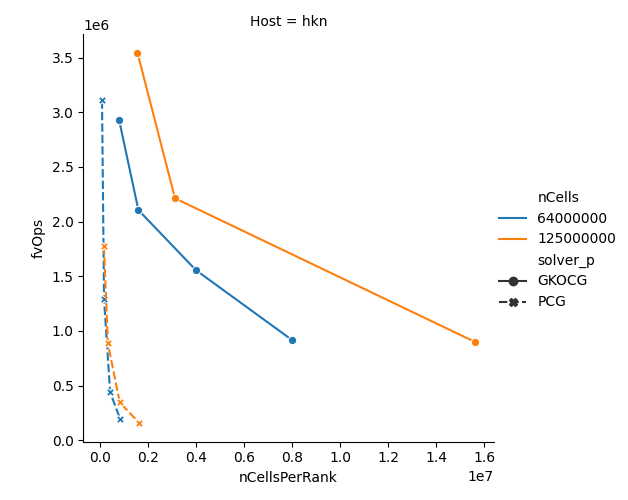 Host = hkn
1e6
3.5
3.0
2.5
2.0
1.5
1.0
0.5
0.0
fvOps
0.0 0.2 0.4 0.6 0.8 1.0 1.2 1.4 1.6
1e7
nCellsPerRank
nCells
64000000
125000000
solver_p
GKOCG
PCG